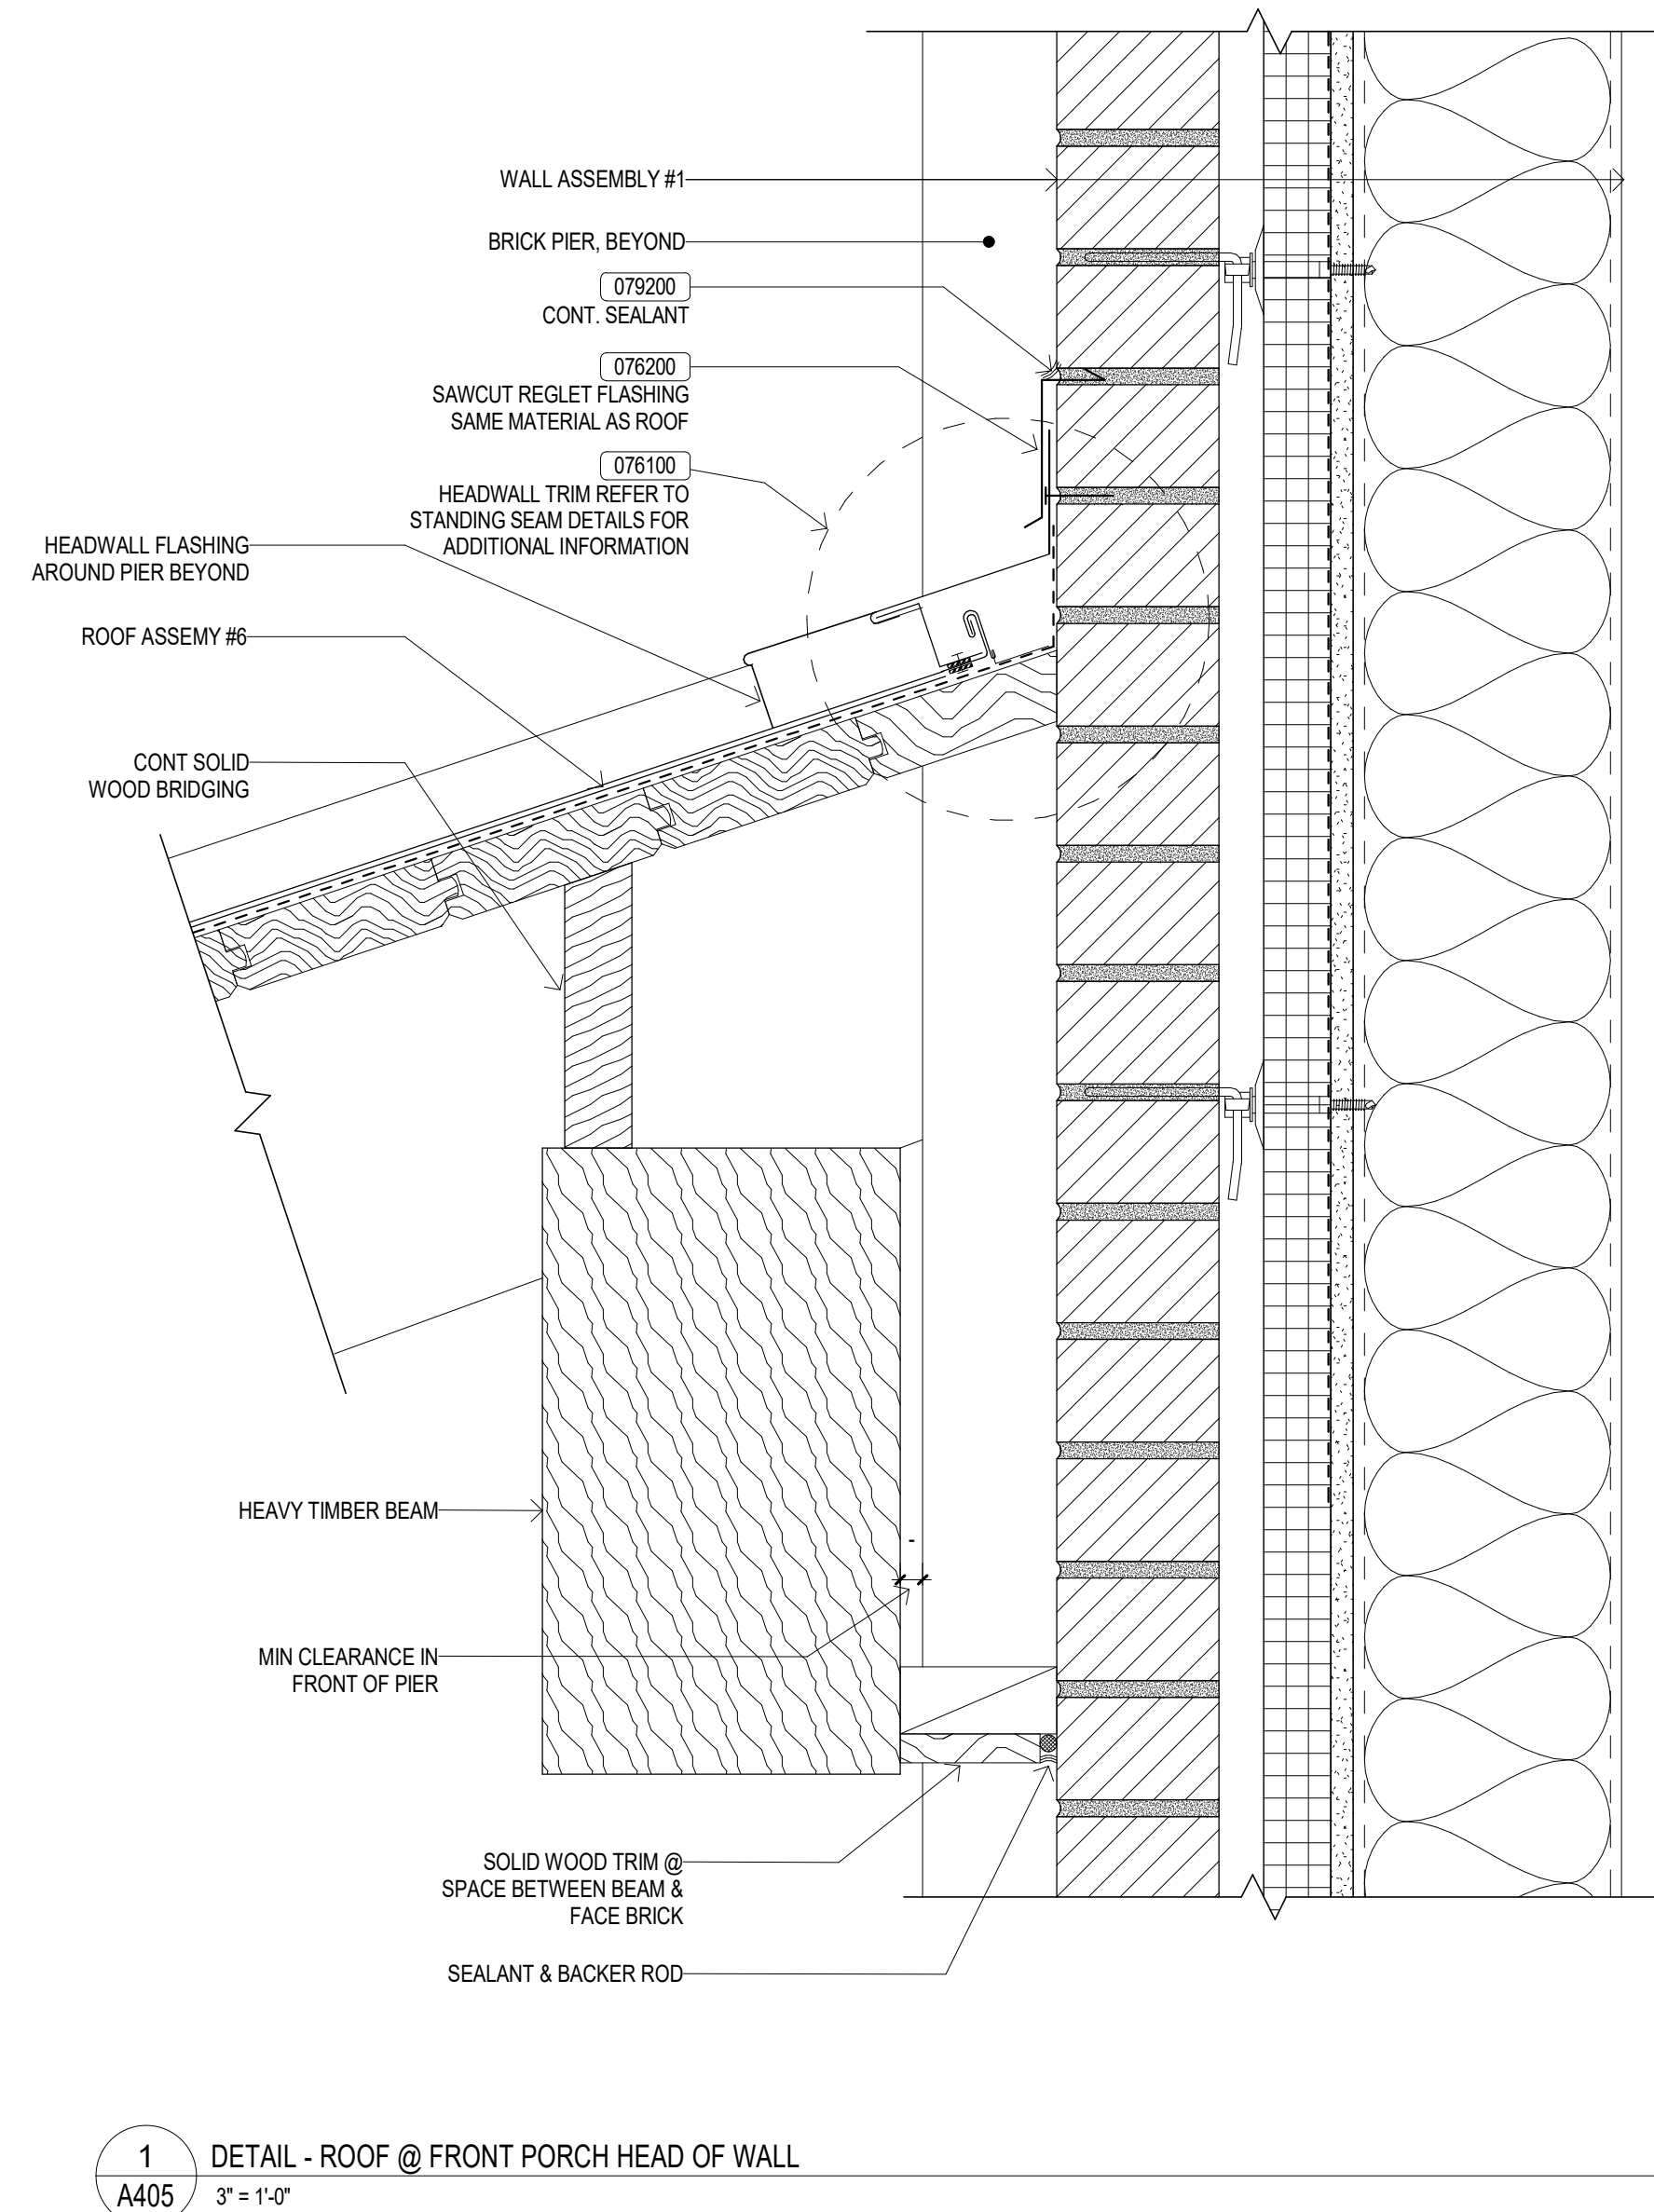 WALL ASSEMBLY #1
BRICK PIER, BEYOND
079200
CONT. SEALANT
076200
SAWCUT REGLET FLASHING
SAME MATERIAL AS ROOF
076100
HEADWALL TRIM REFER TO
STANDING SEAM DETAILS FOR
ADDITIONAL INFORMATION
HEADWALL FLASHING
AROUND PIER BEYOND
ROOF ASSEMY #6
CONT SOLID
WOOD BRIDGING
HEAVY TIMBER BEAM
-
MIN CLEARANCE IN
FRONT OF PIER
SOLID WOOD TRIM @
SPACE BETWEEN BEAM &
FACE BRICK
SEALANT & BACKER ROD
1
A405
DETAIL - ROOF @ FRONT PORCH HEAD OF WALL
3" = 1'-0"